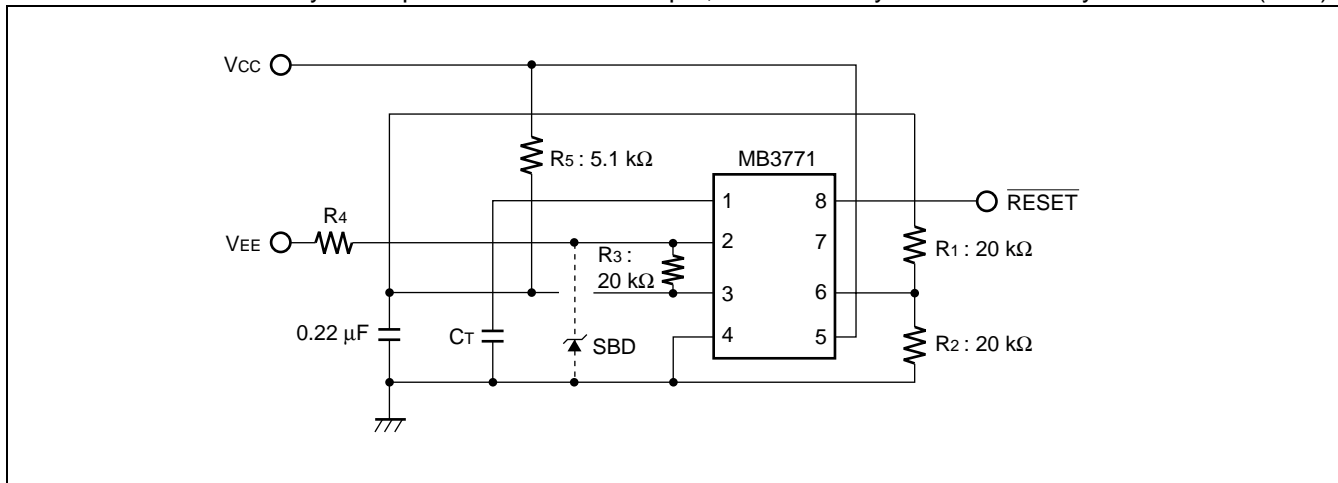 VCC
R5 : 5.1 kΩ
MB3771
1
8
RESET
R4
VEE
2
7
R3 :
20 kΩ
R1 : 20 kΩ
3
6
0.22 μF
CT
SBD
4
5
R2 : 20 kΩ